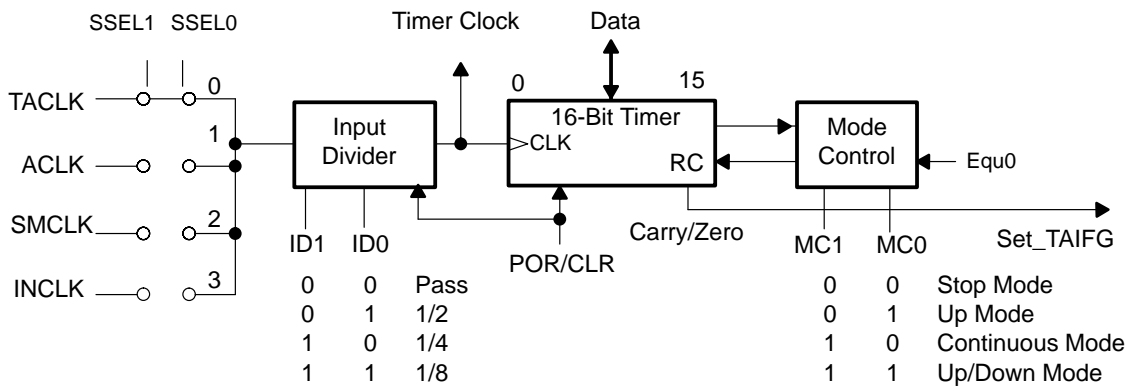 SSEL1 SSEL0 Timer Clock Data
0 0 15
TACLK
16-Bit Timer
1 Input Divider CLK Mode Control
ACLK RC Equ0
SMCLK 2
ID1 ID0 Carry/Zero MC1 MC0 Set_TAIFG
POR/CLR
INCLK 3
0 0 Pass 0 0 Stop Mode
0 1 1/2 0 1 Up Mode
1 0 1/4 1 0 Continuous Mode
1 1 1/8 1 1 Up/Down Mode